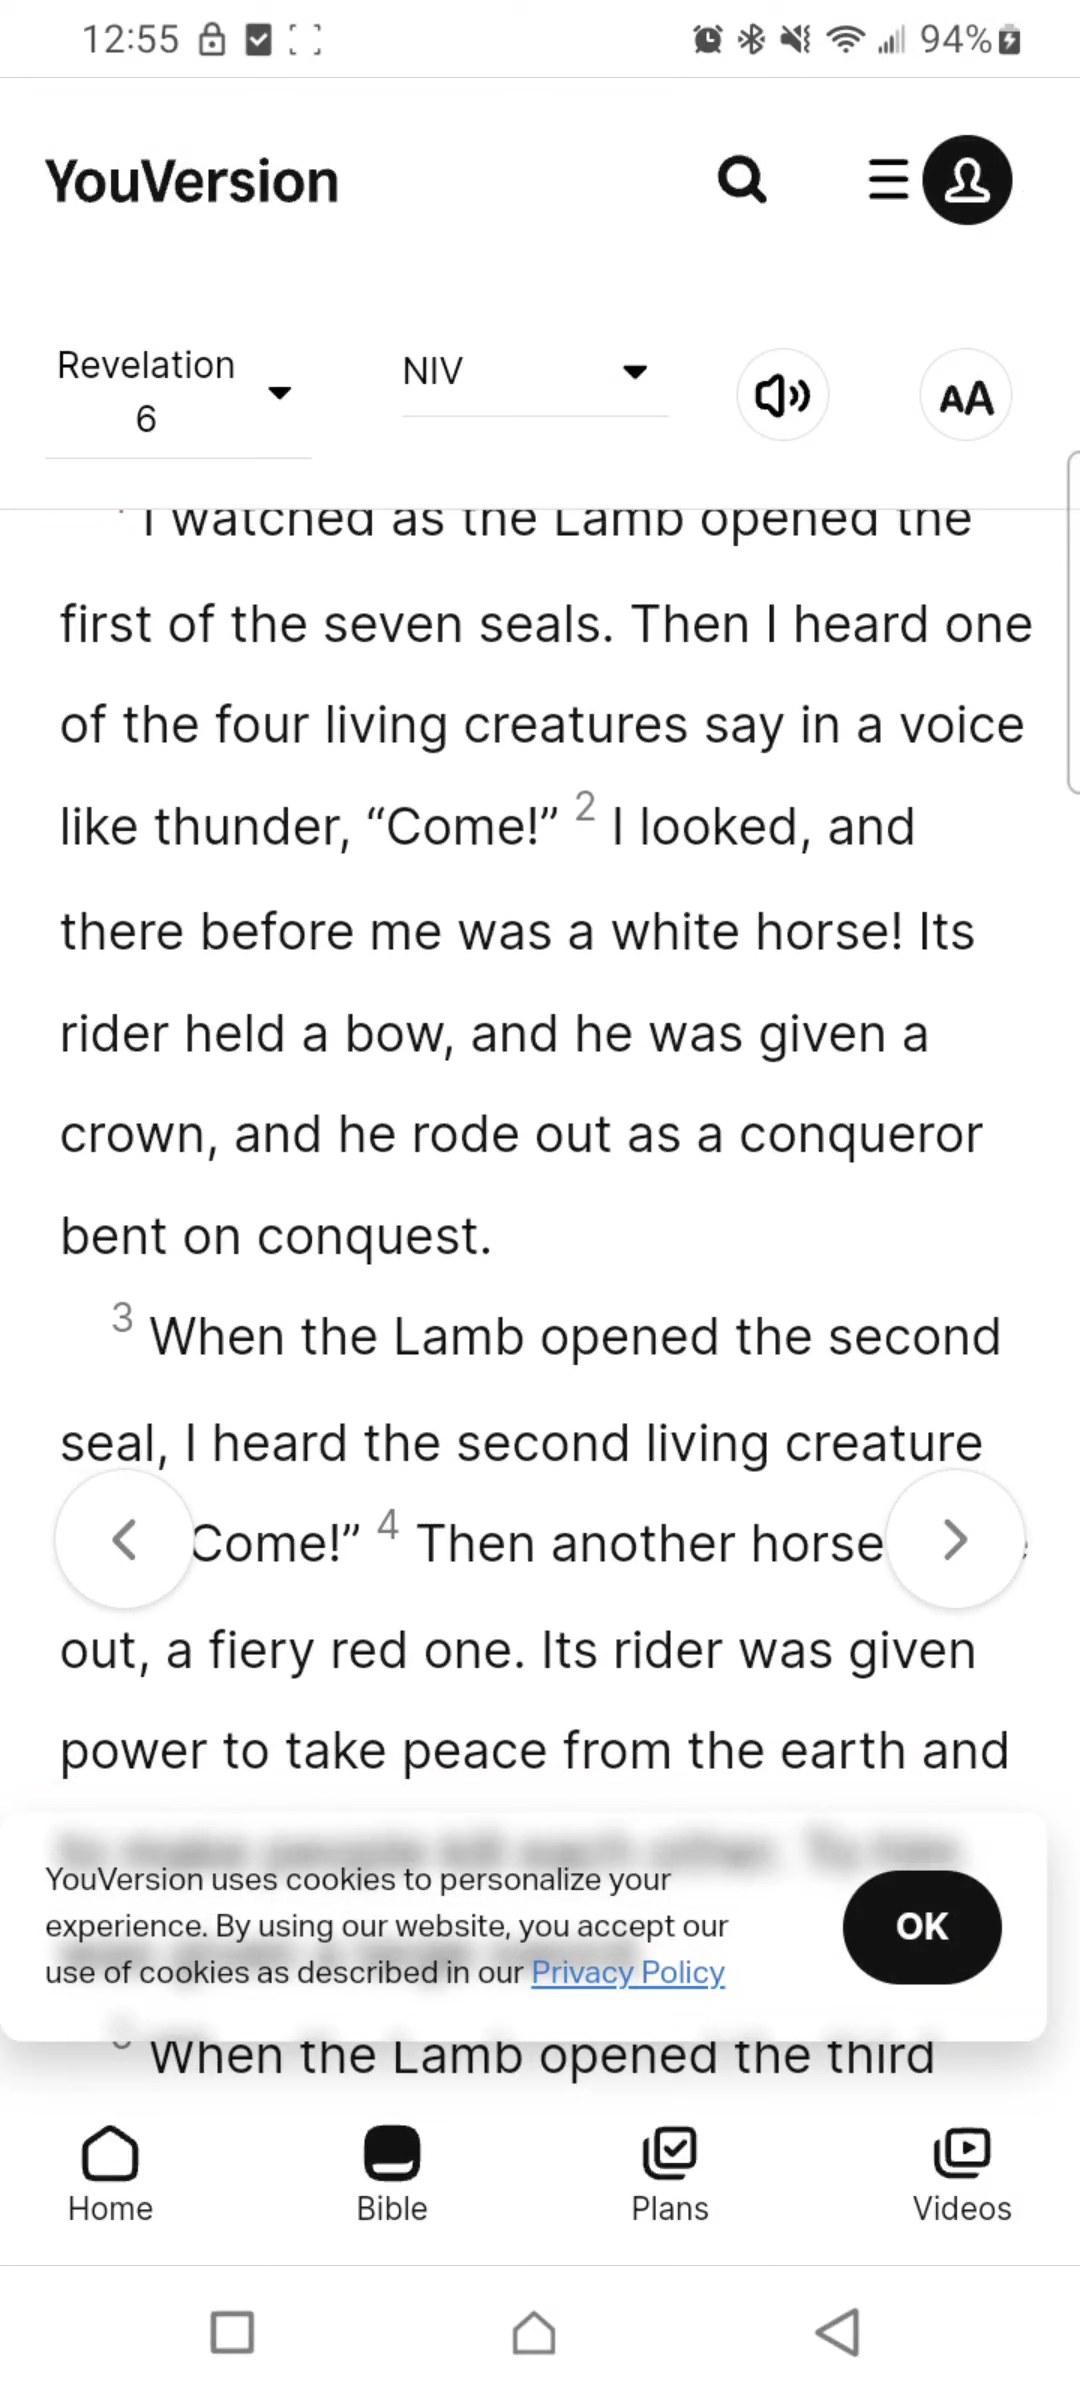 12:55
94%
YouVersion
Revelation
6
NIV
AA
I watched as the Lamb opened the
first of the seven seals. Then I heard one
of the four living creatures say in a voice
like thunder, “Come!” 2 I looked, and
there before me was a white horse! Its
rider held a bow, and he was given a
crown, and he rode out as a conqueror
bent on conquest.
3 When the Lamb opened the second
seal, I heard the second living creature
Come!” 4 Then another horse
out, a fiery red one. Its rider was given
power to take peace from the earth and
YouVersion uses cookies to personalize your
experience. By using our website, you accept our
use of cookies as described in our Privacy Policy
OK
When the Lamb opened the third
Home
Bible
Plans
Videos